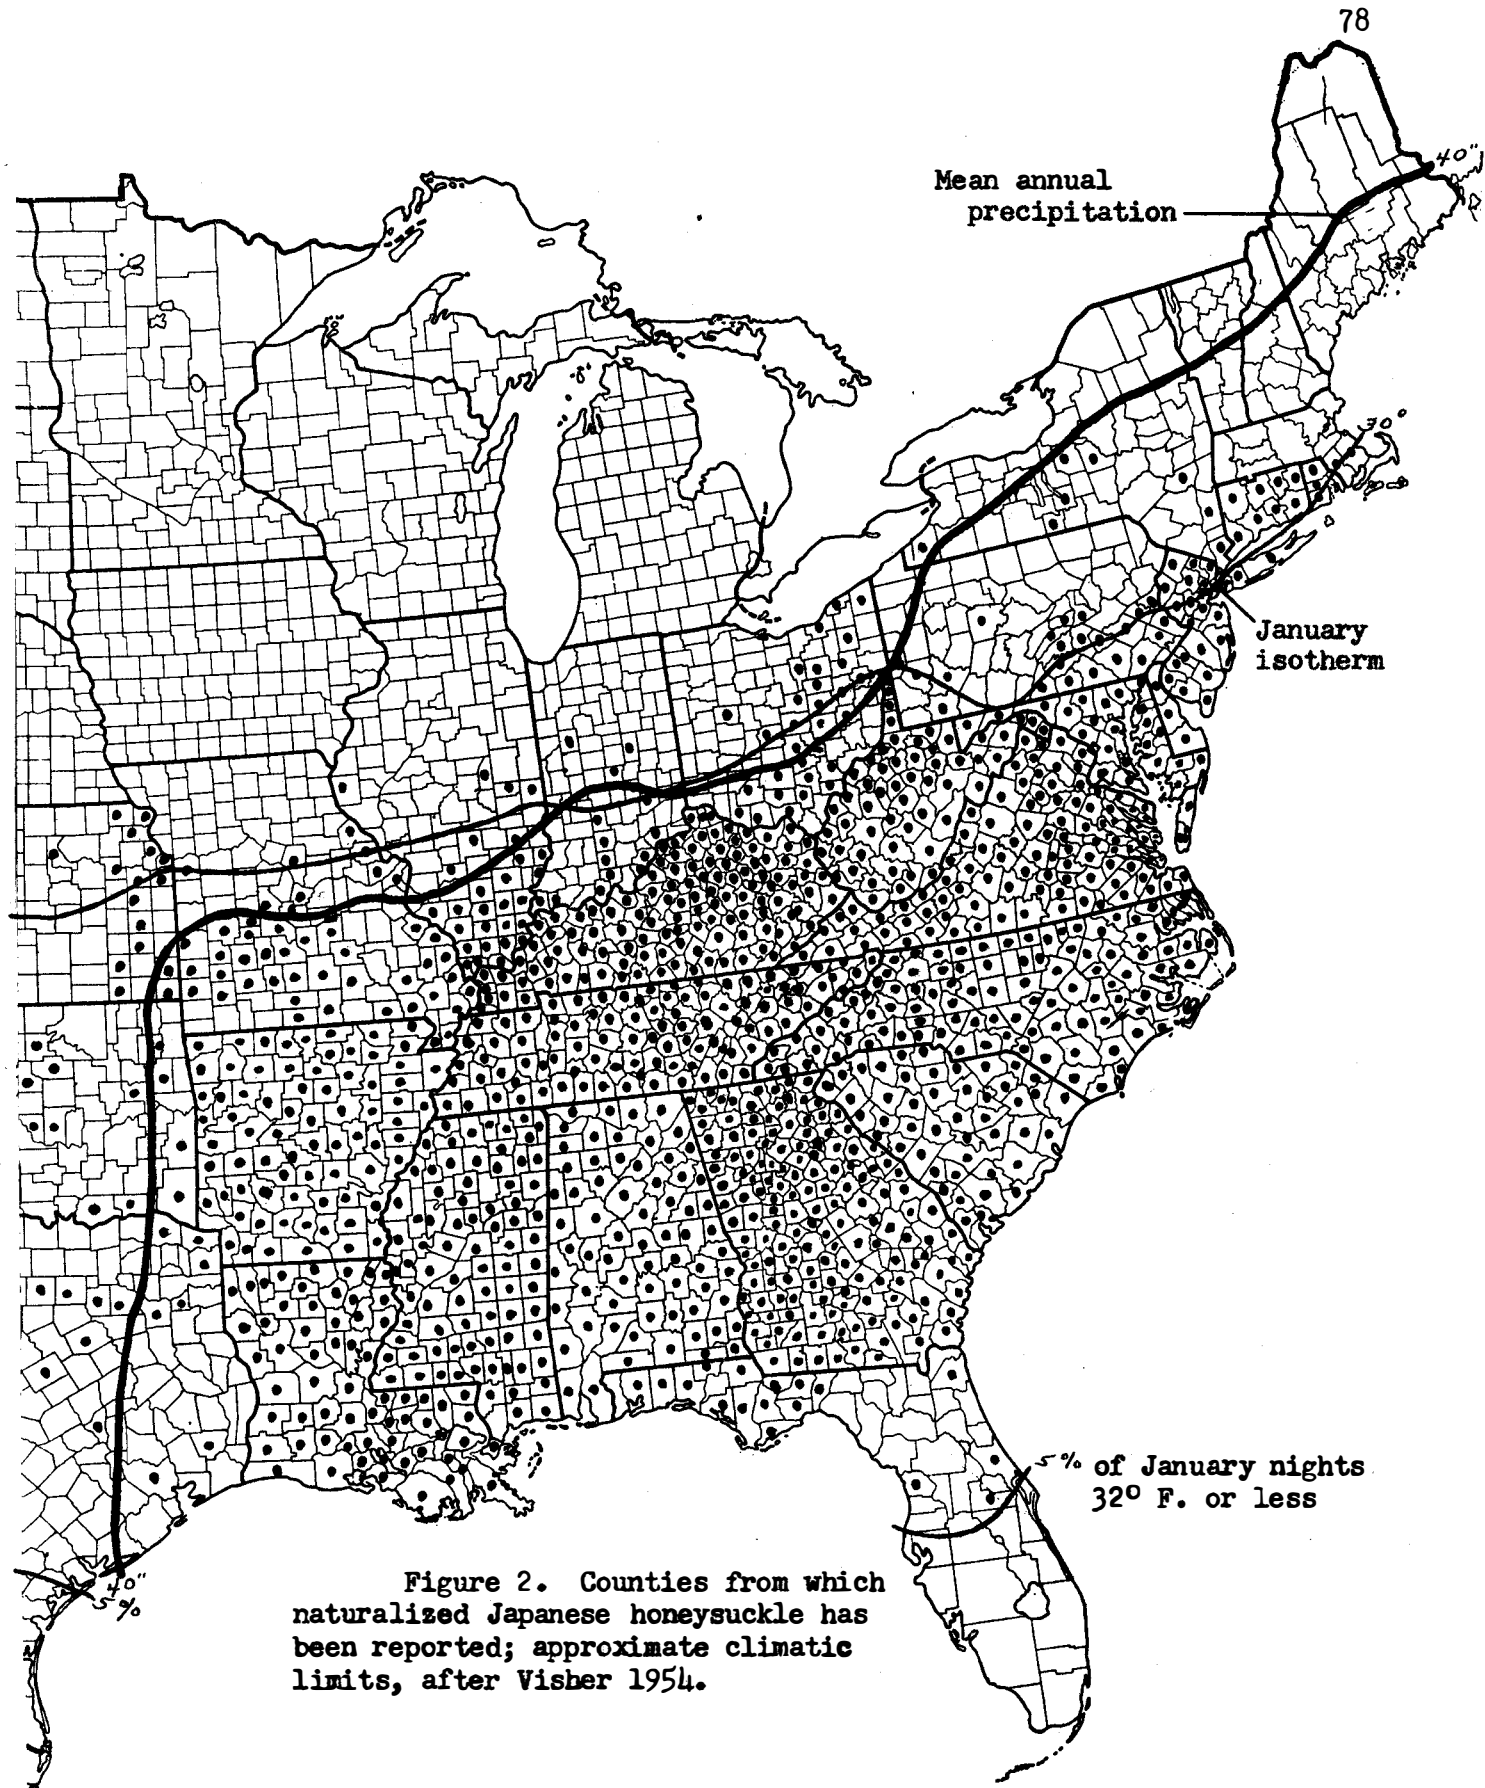 78
40"
Mean annual
precipitation
30°
January
isotherm
5% of January nights
32° F. or less
40"
5%
Figure 2. Counties from which
naturalized Japanese honeysuckle has
been reported; approximate climatic
limits, after Visher 1954.